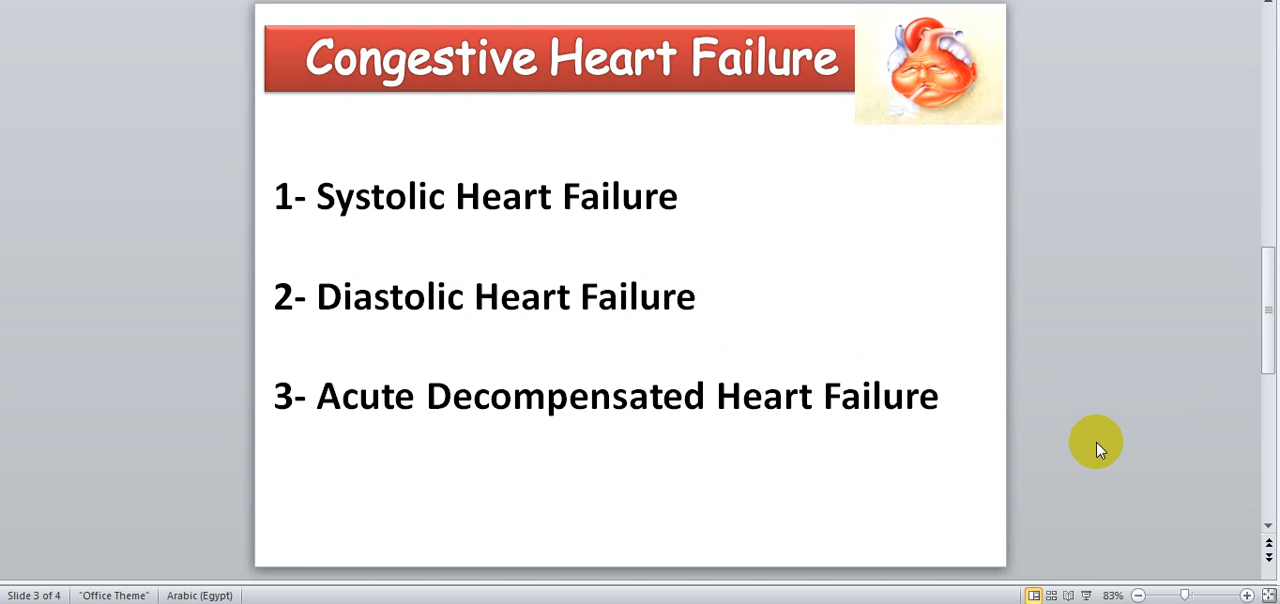 Congestive Heart Failure
1- Systolic Heart Failure
2- Diastolic Heart Failure
3- Acute Decompensated Heart Failure
Slide 3 of 4
"Office Theme"
Arabic (Egypt)
83%